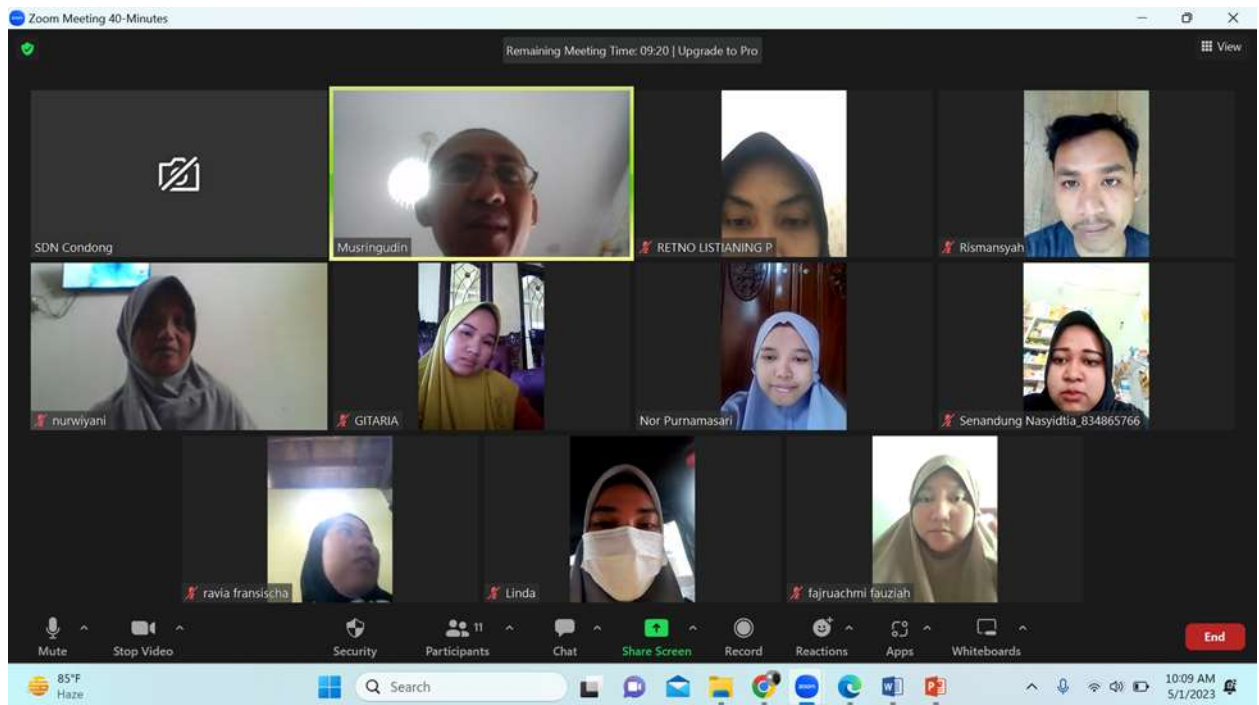 Zoom Meeting 40-Minutes
Remaining Meeting Time: 09:20 | Upgrade to Pro
View
SDN Condong
Musringudin
RETNO LISTIANING P
Rismansyah
nurwiyani
GITARIA
Nor Purnamasari
Senandung Nasyidtia_834865766
ravia fransischa
Linda
fajruachmi fauziah
Mute
Stop Video
Security
Participants
11
Chat
Share Screen
Record
Reactions
Apps
Whiteboards
End
85°F
Haze
Search
10:09 AM
5/1/2023